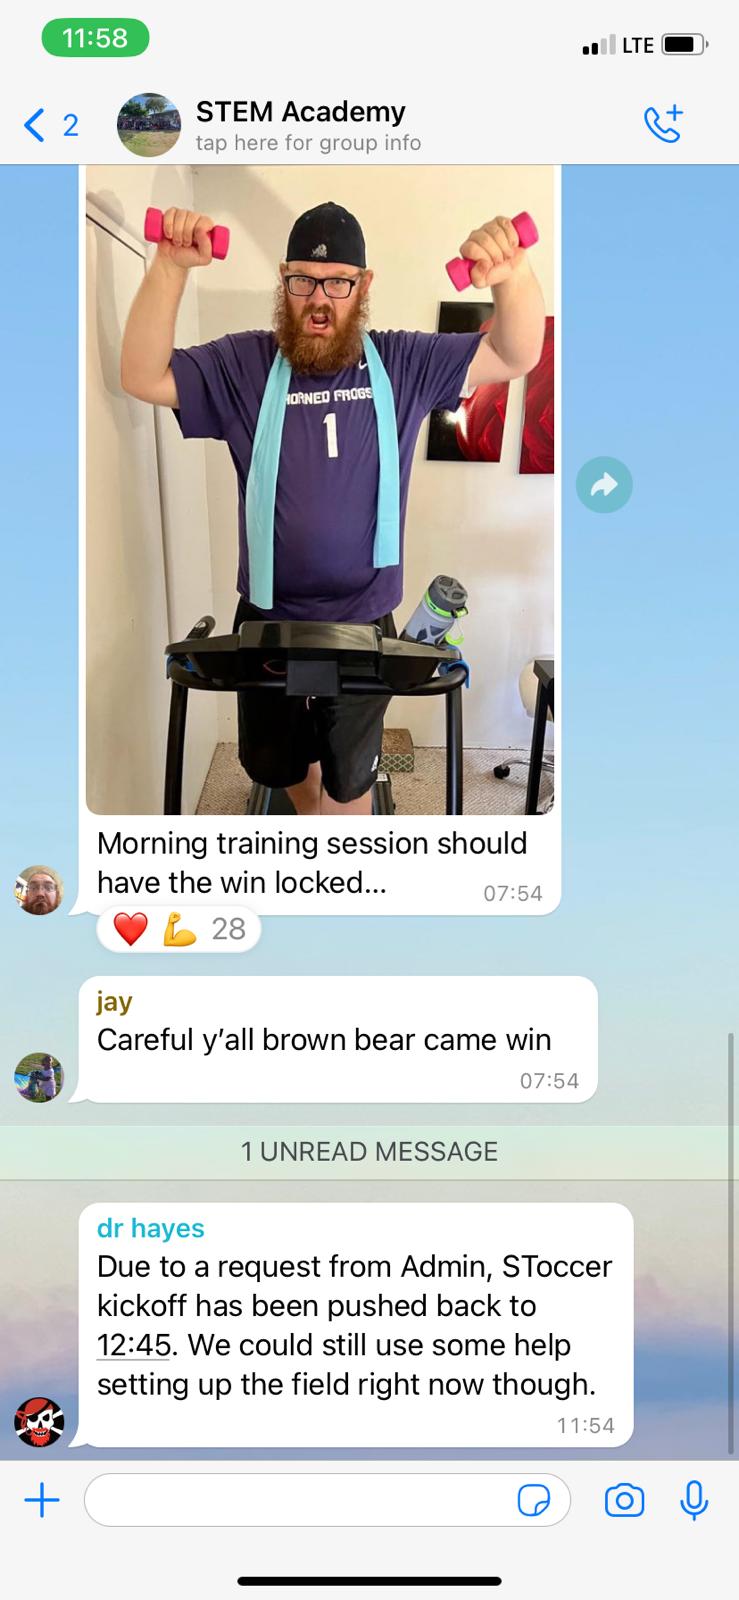 11:58
LTE
2
STEM Academy
tap here for group info
HORNED FROGS
1
Morning training session should
have the win locked...
07:54
28
jay
Careful y’all brown bear came win
07:54
1 UNREAD MESSAGE
dr hayes
Due to a request from Admin, SToccer
kickoff has been pushed back to
12:45. We could still use some help
setting up the field right now though.
11:54